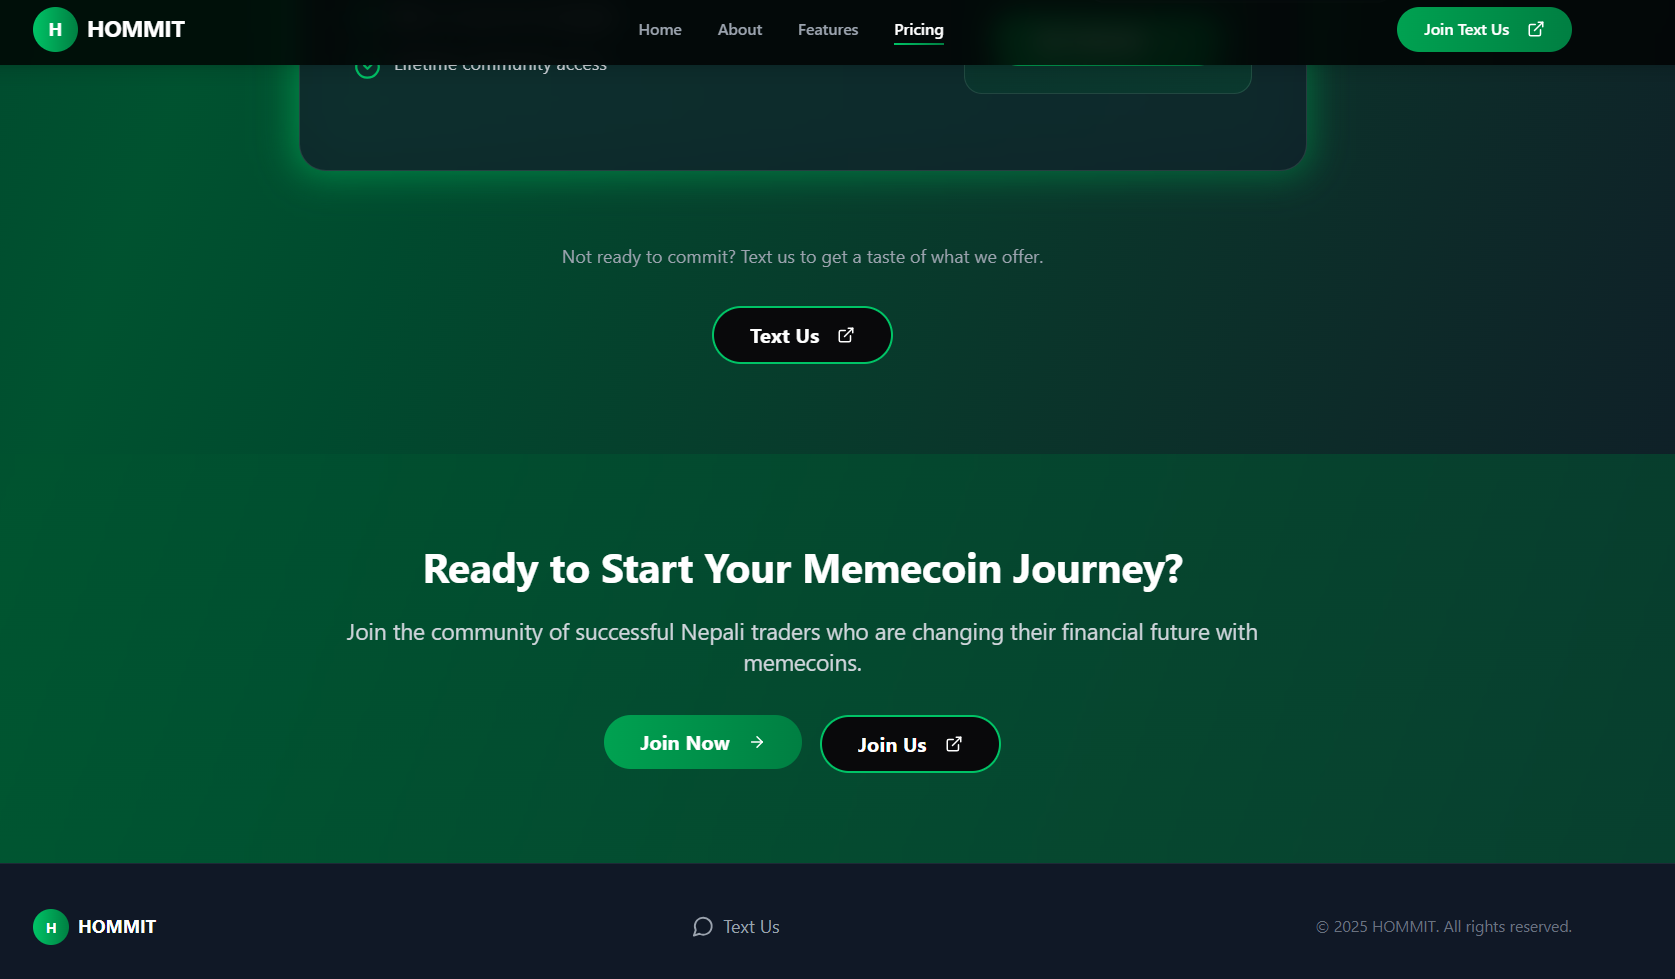 H HOMMIT
Home About Features Pricing
Join Text Us
Lifetime community access
Not ready to commit? Text us to get a taste of what we offer.
Text Us
Ready to Start Your Memecoin Journey?
Join the community of successful Nepali traders who are changing their financial future with
memecoins.
Join Now
Join Us
H HOMMIT
Text Us
© 2025 HOMMIT. All rights reserved.